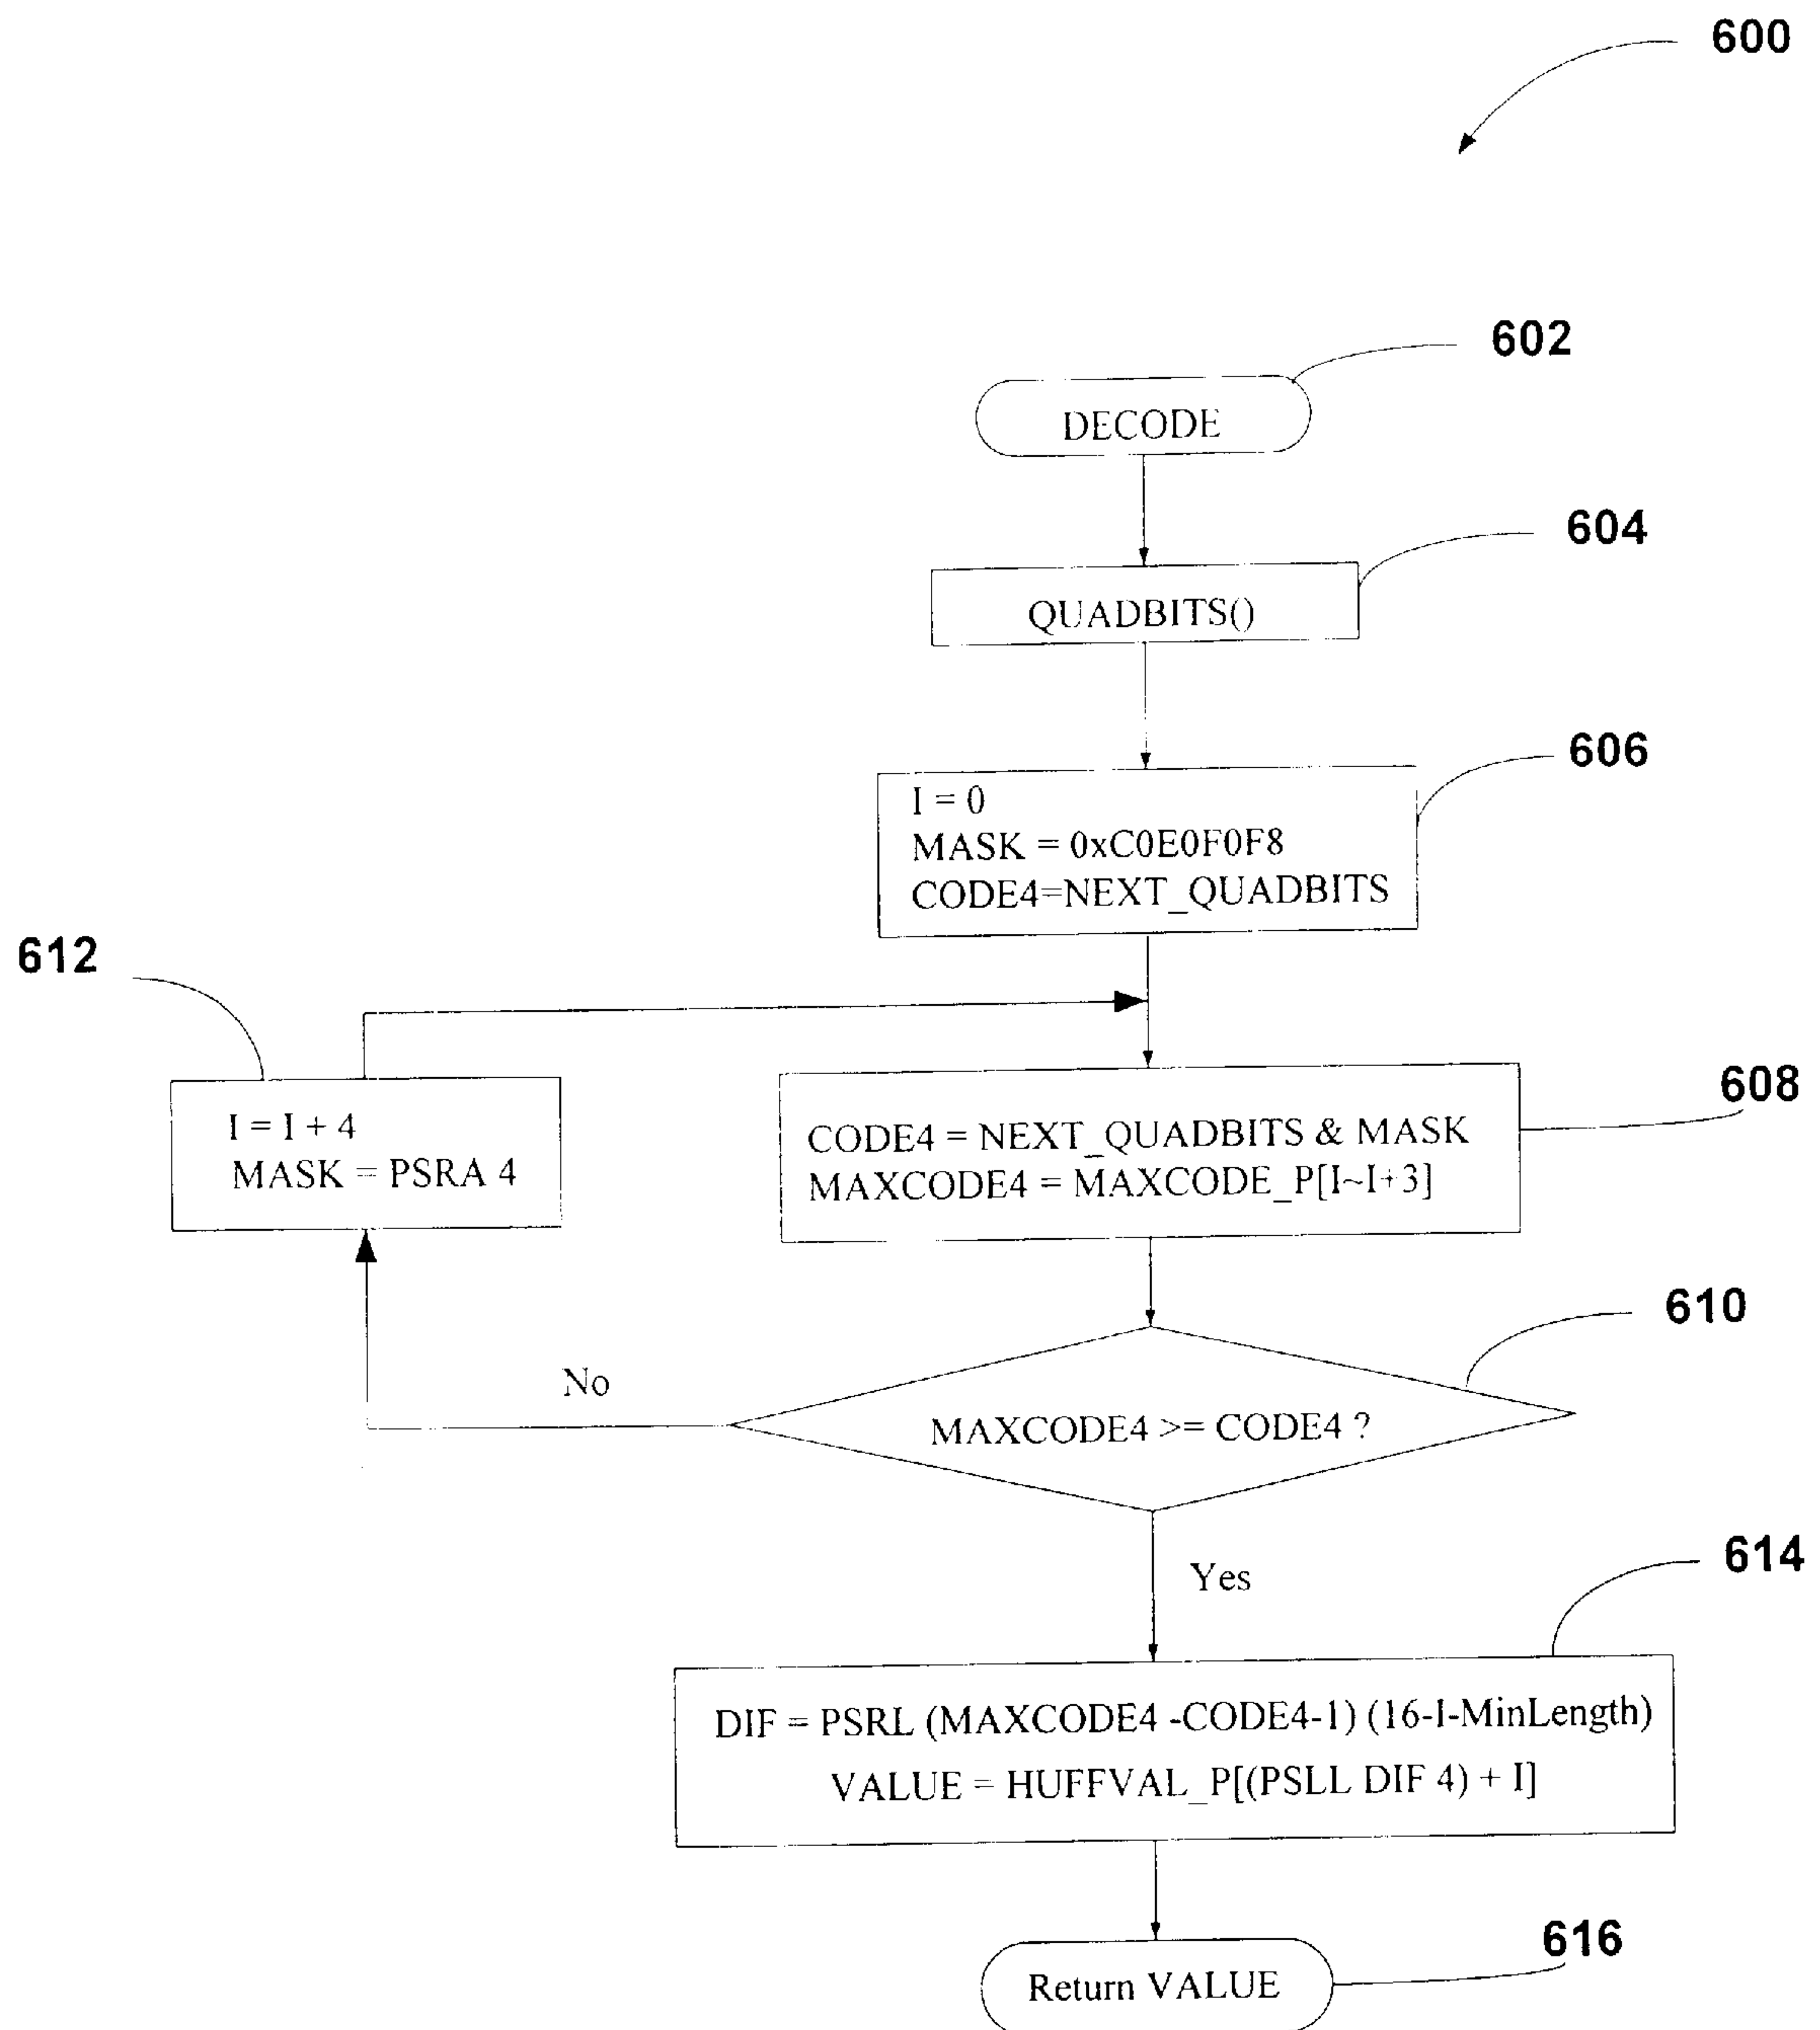 600
602
DECODE
604
QUADBITS()
606
I = 0
MASK = 0xC0E0F0F8
CODE4=NEXT_QUADBITS
612
I = I + 4
MASK = PSRA 4
608
CODE4 = NEXT_QUADBITS & MASK
MAXCODE4 = MAXCODE_P[I~I+3]
610
No
MAXCODE4 >= CODE4 ?
Yes
614
DIF = PSRL (MAXCODE4 -CODE4-1) (16-I-MinLength)
VALUE = HUFFVAL_P[(PSLL DIF 4) + I]
616
Return VALUE